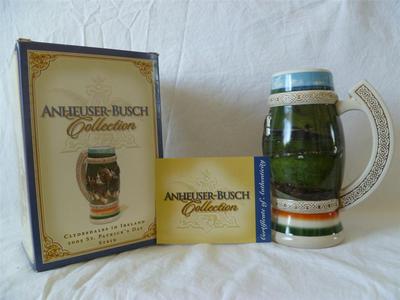 ANHEUSER-BUSCH
Collection
CLYDESDALES IN IRELAND
2005 ST. PATRICK'S DAY
STEIN
ANHEUSER-BUSCH
Collection
Certificate of Authenticity